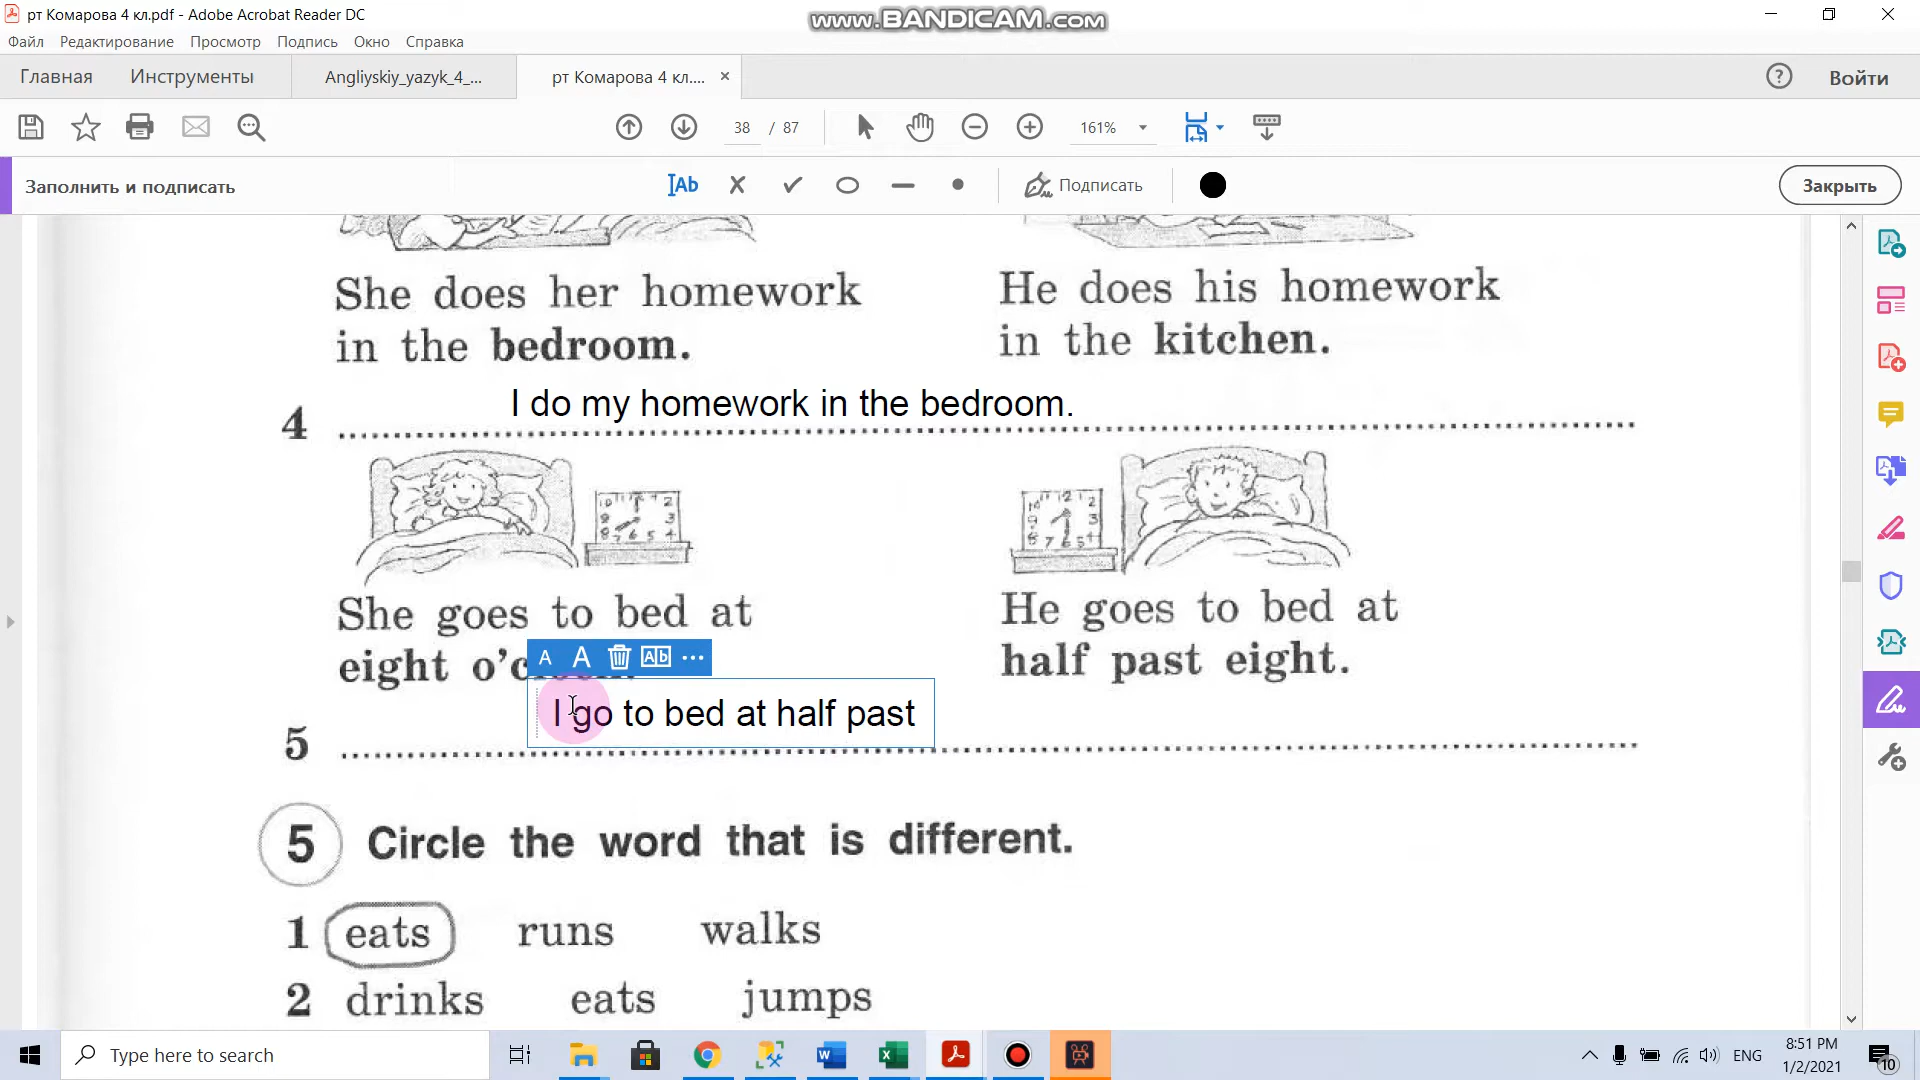 рт Комарова 4 кл.pdf - Adobe Acrobat Reader DC
www.BANDICAM.com
Файл Редактирование Просмотр Подпись Окно Справка
Главная Инструменты Angliyskiy_yazyk_4_... рт Комарова 4 кл.... Войти
38 / 87 161%
Заполнить и подписать Подписать Закрыть
She does her homework
in the bedroom.
He does his homework
in the kitchen.
4 I do my homework in the bedroom.
She goes to bed at
eight
He goes to bed at
half past eight.
5 I go to bed at half past
5 Circle the word that is different.
1 eats runs walks
2 drinks eats jumps
Type here to search
ENG
8:51 PM
1/2/2021
10